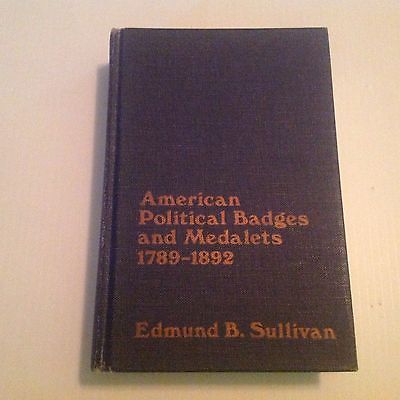 American
Political Badges
and Medalets
1789-1892
Edmund B. Sullivan